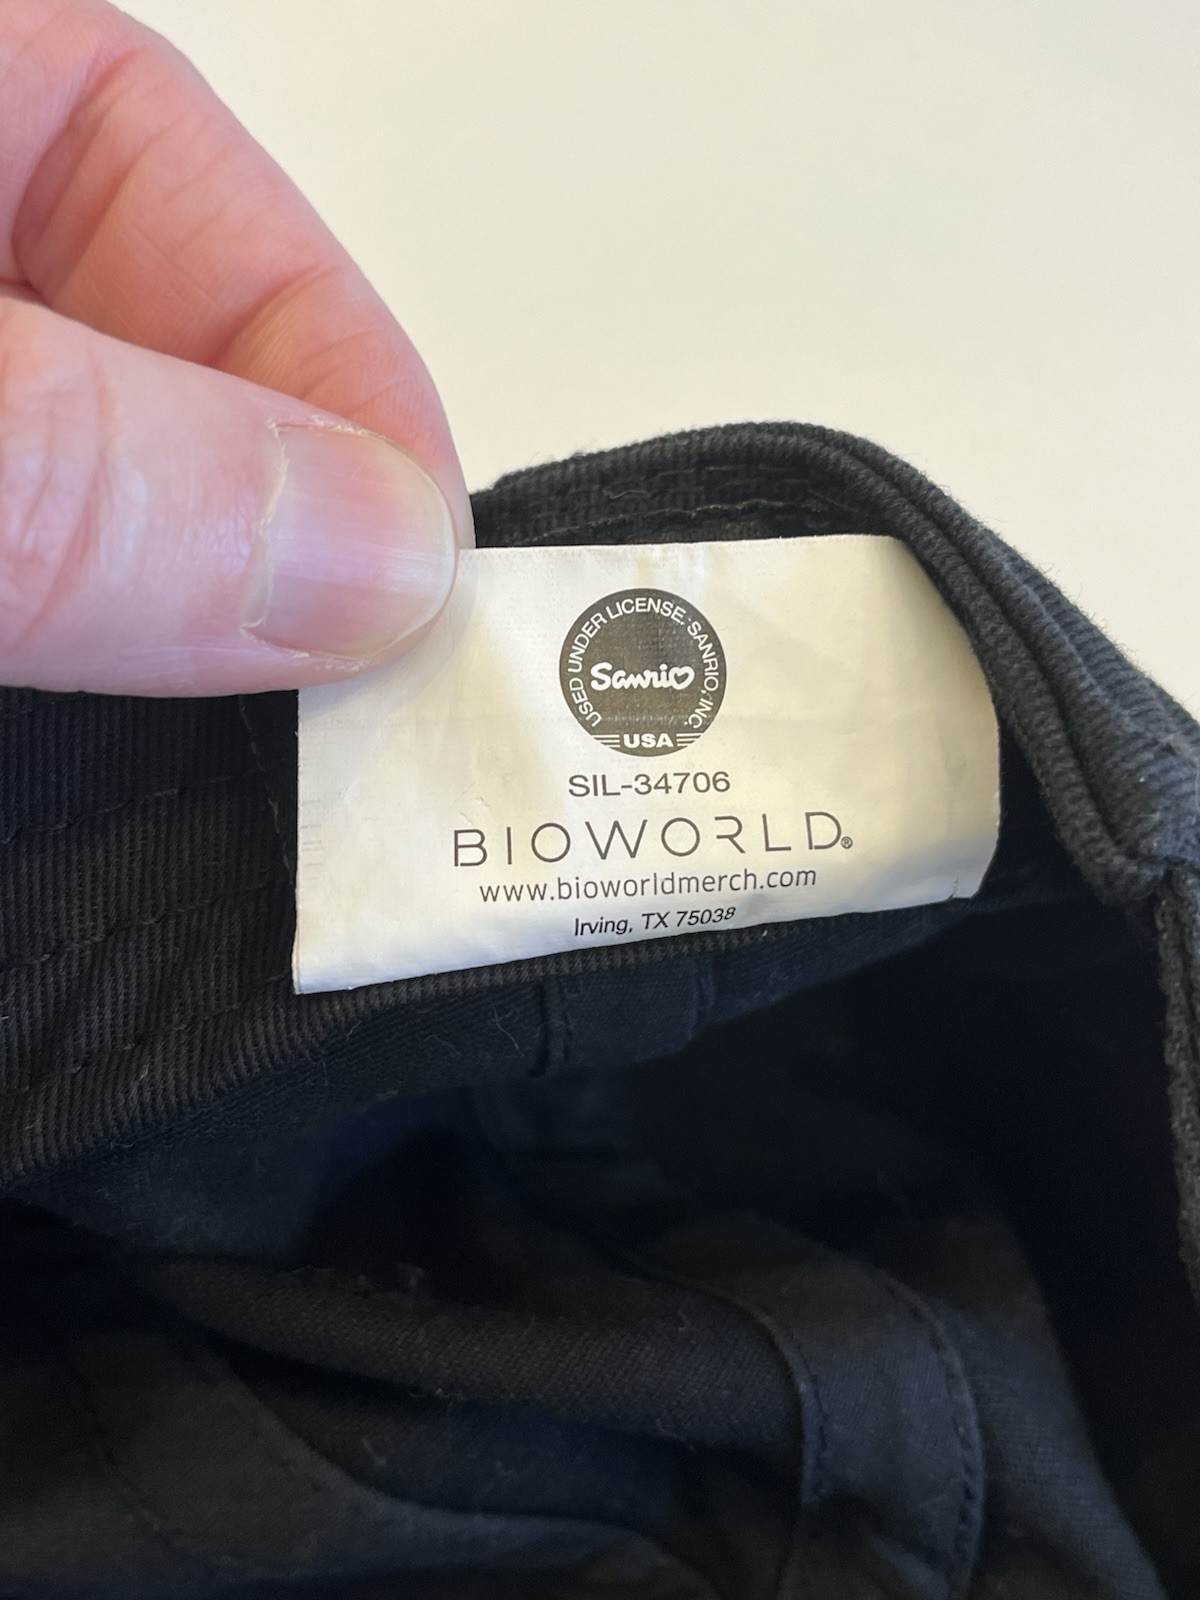 USED UNDER LICENSE. SANRIO, INC.
Sanrio
USA
SIL-34706
BIOWORLD®
www.bioworldmerch.com
Irving, TX 75038